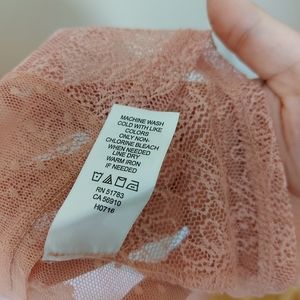 MACHINE WASH
COLD WITH LIKE
COLORS
ONLY NON-
CHLORINE BLEACH
WHEN NEEDED
LINE DRY
WARM IRON
IF NEEDED
RN 51783
CA 56910
H0716